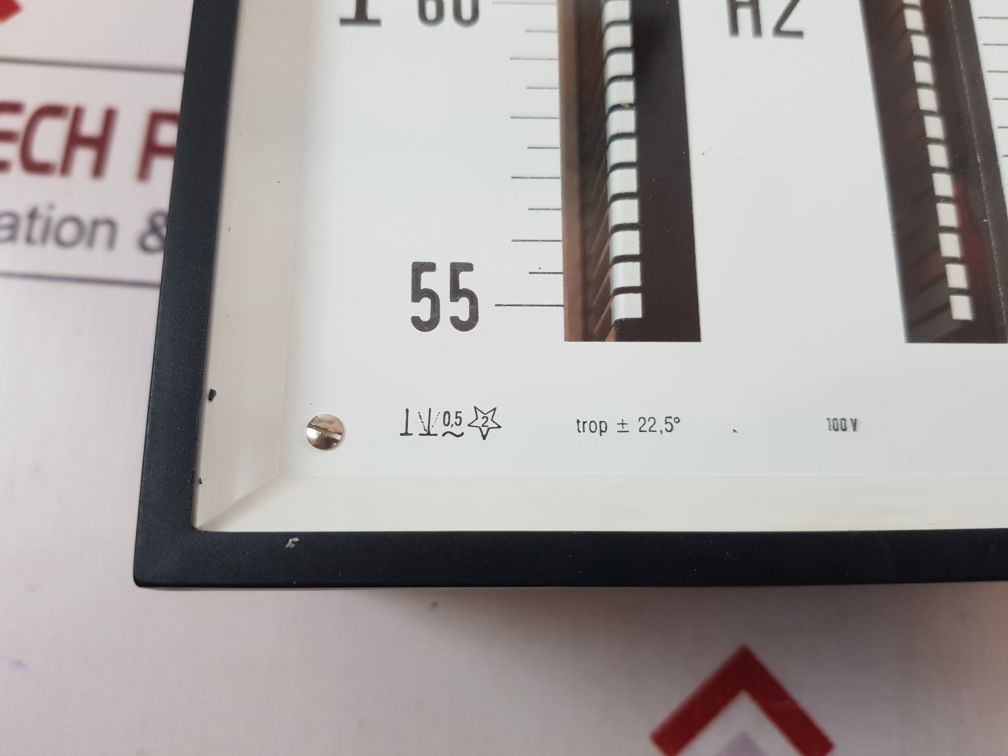 60
HZ
ECH P
ation &
55
0,5 2 trop ± 22,5° 100 V